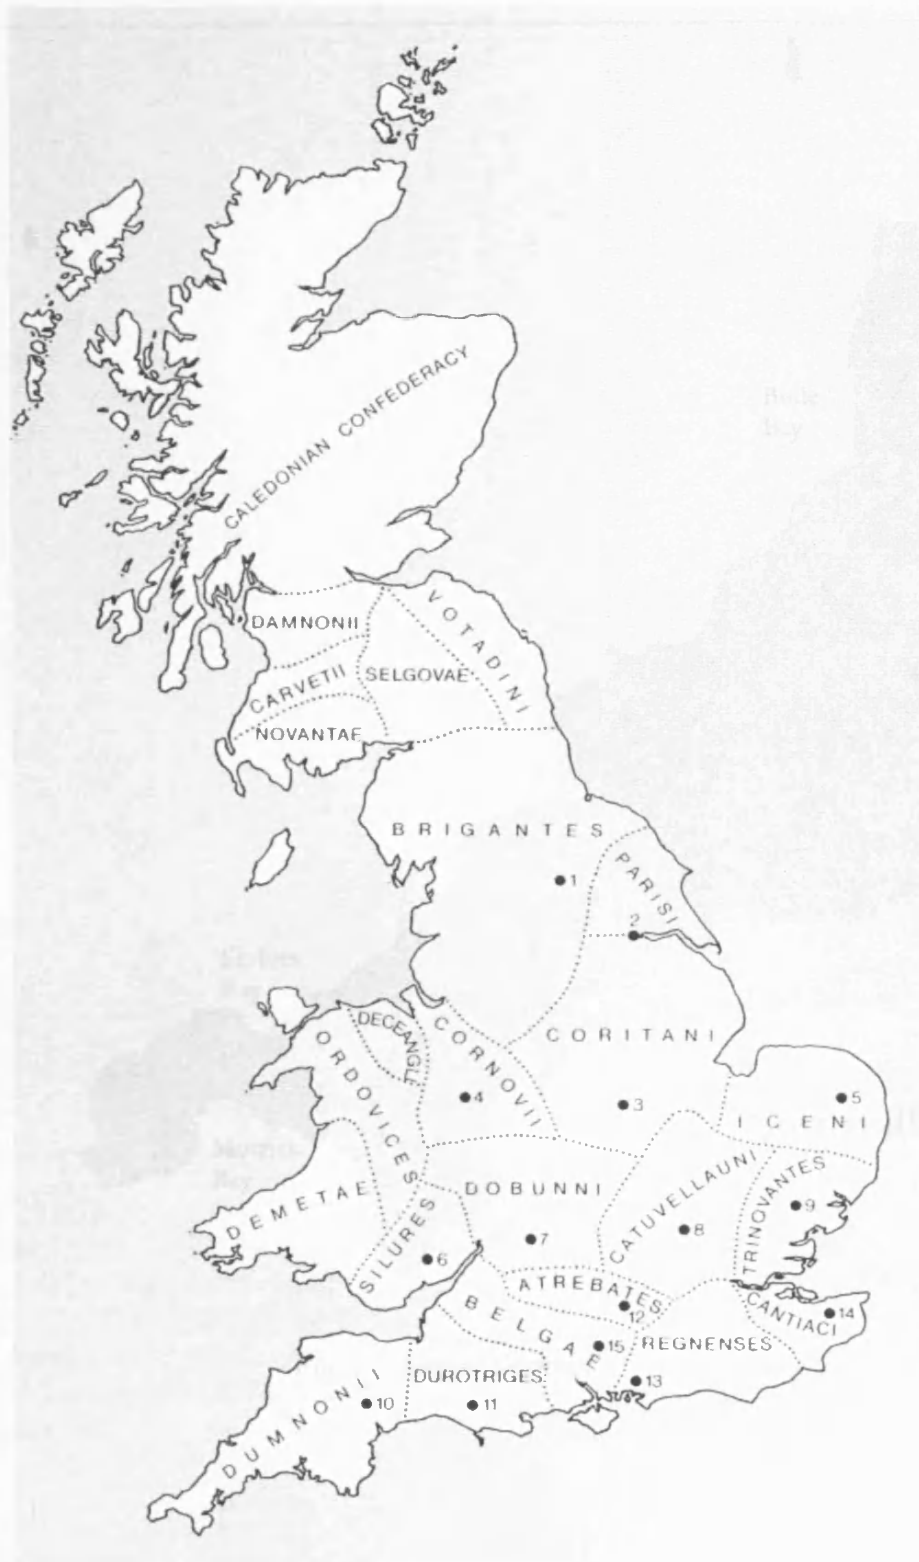 CALEDONIAN CONFEDERACY
VOTADINI
DAMNONII
SELGOVAE
CARVETII
NOVANTAE
BRIGANTES
PARISI
1
2
DECEANGLI
CORNOVII
CORITANI
ORDOVICES
4
3
5
ICENI
DOBUNNI
CATUVELLAUNI
TRINOVANTES
DEMETAE
SILURES
9
8
7
6
ATREBATES
CANTIACI
12
14
BELGAE
15
REGNENSES
DUROTRIGES
13
DUMNONII
10
11